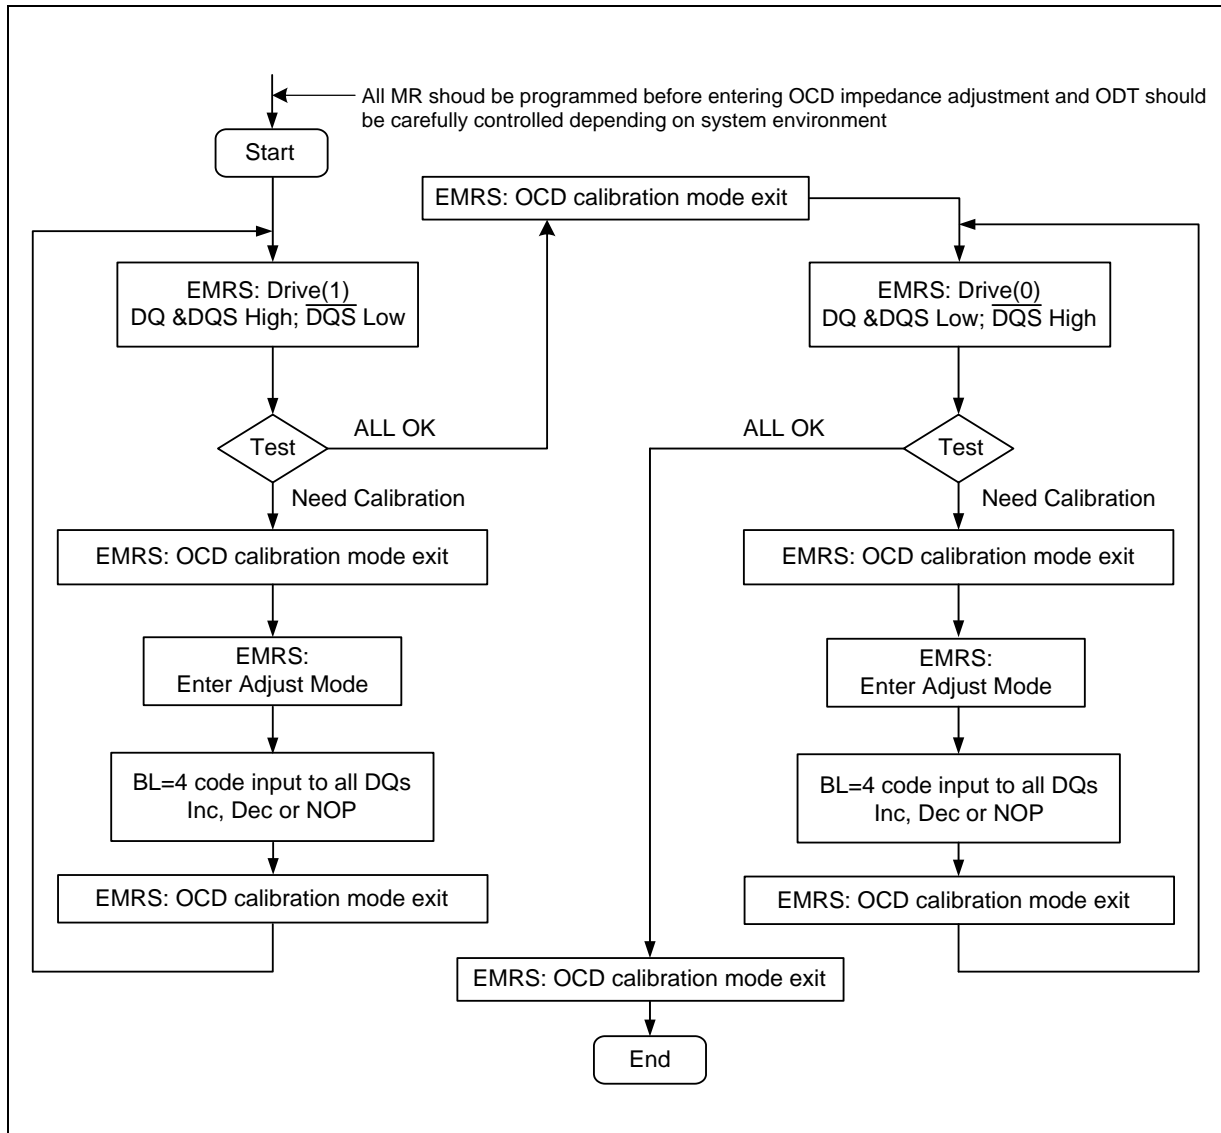 All MR shoud be programmed before entering OCD impedance adjustment and ODT should
be carefully controlled depending on system environment
Start
EMRS: OCD calibration mode exit
EMRS: Drive(1)
DQ &DQS High; D̅Q̅S̅ Low
Test
ALL OK
Need Calibration
EMRS: OCD calibration mode exit
EMRS:
Enter Adjust Mode
BL=4 code input to all DQs
Inc, Dec or NOP
EMRS: OCD calibration mode exit
EMRS: Drive(0)
DQ &DQS Low; D̅Q̅S̅ High
Test
ALL OK
Need Calibration
EMRS: OCD calibration mode exit
EMRS:
Enter Adjust Mode
BL=4 code input to all DQs
Inc, Dec or NOP
EMRS: OCD calibration mode exit
EMRS: OCD calibration mode exit
End